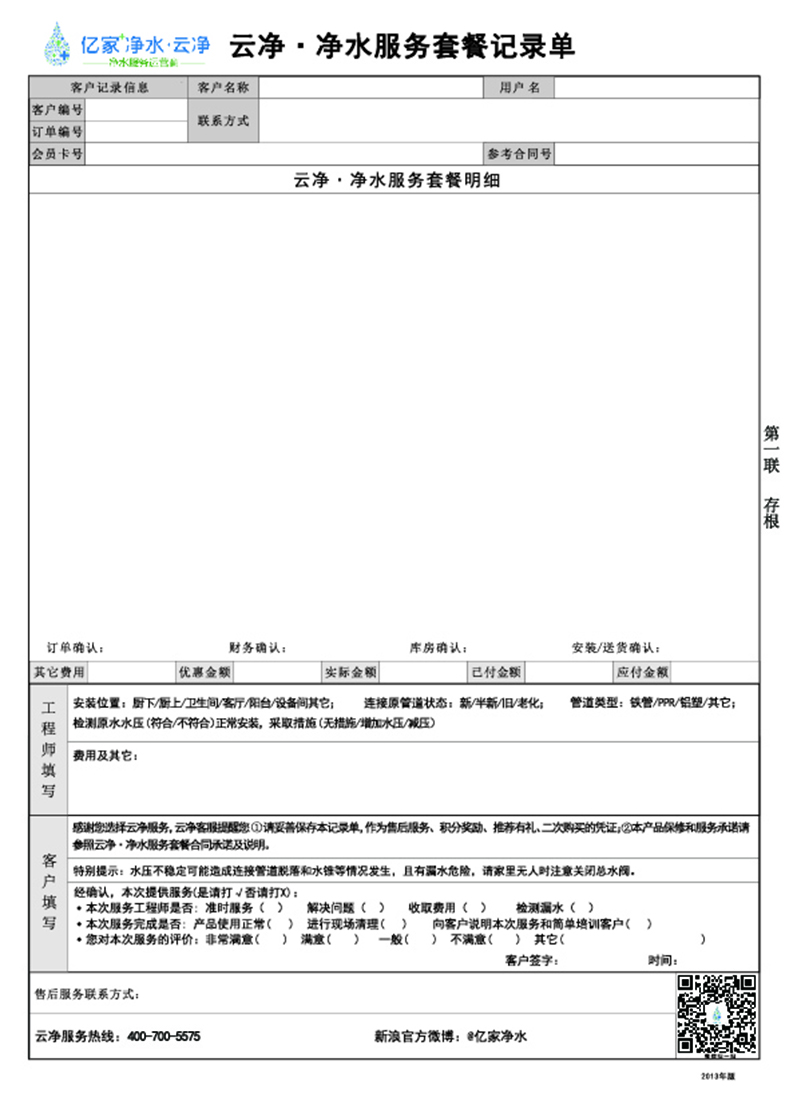 亿家净水·云净
净水服务运营商
云净·净水服务套餐记录单
客户记录信息 客户名称 用户名
客户编号 联系方式
订单编号
会员卡号 参考合同号
云净·净水服务套餐明细
第一联 存根
订单确认： 财务确认： 库房确认： 安装/送货确认：
其它费用 优惠金额 实际金额 已付金额 应付金额
工程师填写
安装位置：厨下/厨上/卫生间/客厅/阳台/设备间其它； 连接原管道状态：新/半新/旧/老化； 管道类型：铁管/PPR/铝塑/其它；
检测原水水压(符合/不符合)正常安装，采取措施(无措施/增加水压/减压)
费用及其它：
客户填写
感谢您选择云净服务，云净客服提醒您①请妥善保存本记录单，作为售后服务、积分奖励、推荐有礼、二次购买的凭证；②本产品保修和服务承诺请
参照云净·净水服务套餐合同承诺及说明。
特别提示：水压不稳定可能造成连接管道脱落和水锤等情况发生，且有漏水危险，请家里无人时注意关闭总水阀。
经确认，本次提供服务(是请打√否请打X)：
•本次服务工程师是否：准时服务（ ） 解决问题（ ） 收取费用（ ） 检测漏水（ ）
•本次服务完成是否：产品使用正常（ ） 进行现场清理（ ） 向客户说明本次服务和简单培训客户（ ）
•您对本次服务的评价：非常满意（ ） 满意（ ） 一般（ ） 不满意（ ） 其它（ ）
客户签字： 时间：
售后服务联系方式：
云净服务热线：400-700-5575 新浪官方微博：@亿家净水
2013年版